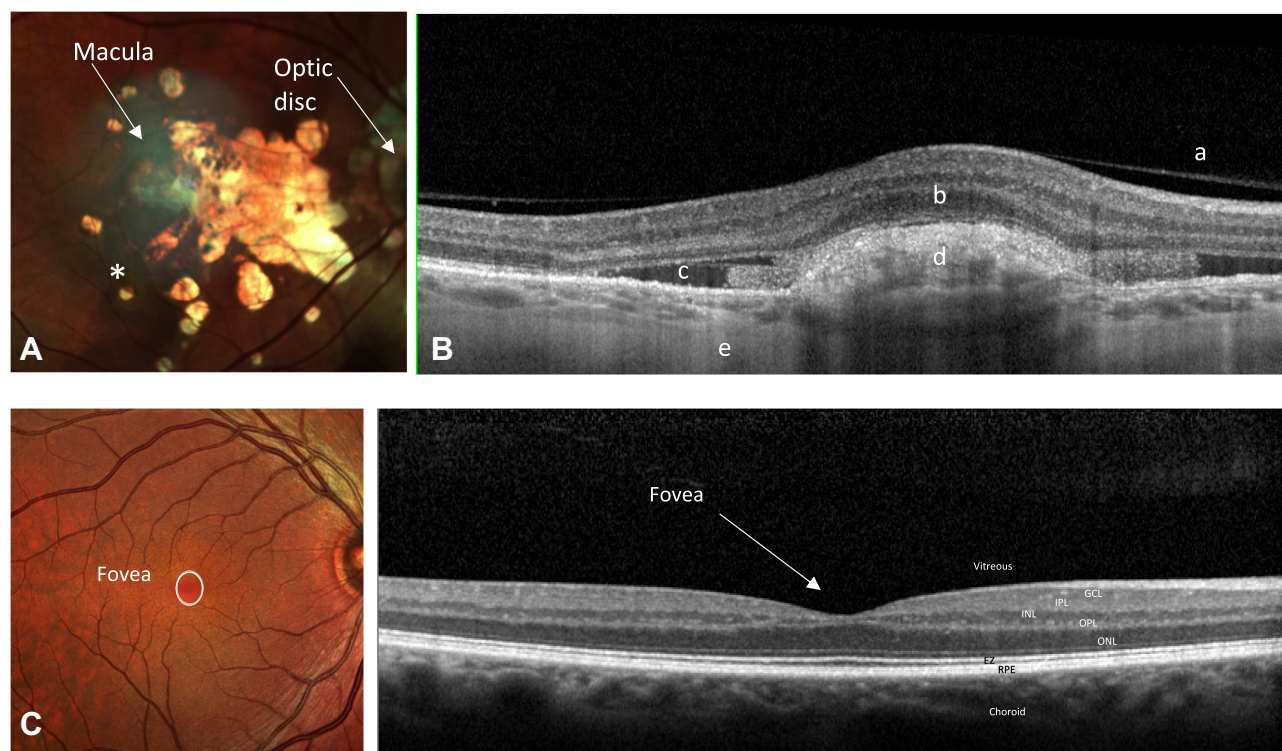 Macula
Optic
disc
*
A
a
b
c
d
e
B
Fovea
C
Fovea
Vitreous
GCL
IPL
INL
OPL
ONL
EZ
RPE
Choroid